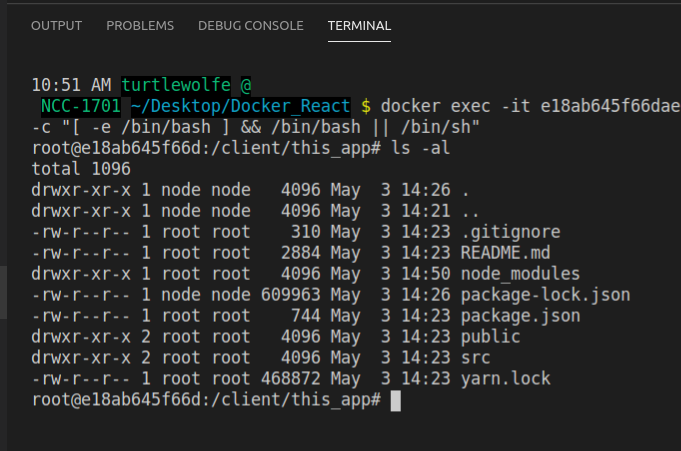 OUTPUT PROBLEMS DEBUG CONSOLE TERMINAL
10:51 AM turtlewolfe @
NCC-1701 ~/Desktop/Docker_React $ docker exec -it e18ab645f66dae
-c "[ -e /bin/bash ] && /bin/bash || /bin/sh"
root@e18ab645f66d:/client/this_app# ls -al
total 1096
drwxr-xr-x 1 node node   4096 May  3 14:26 .
drwxr-xr-x 1 node node   4096 May  3 14:21 ..
-rw-r--r-- 1 root root    310 May  3 14:23 .gitignore
-rw-r--r-- 1 root root   2884 May  3 14:23 README.md
drwxr-xr-x 1 root root   4096 May  3 14:50 node_modules
-rw-r--r-- 1 node node 609963 May  3 14:26 package-lock.json
-rw-r--r-- 1 root root    744 May  3 14:23 package.json
drwxr-xr-x 2 root root   4096 May  3 14:23 public
drwxr-xr-x 2 root root   4096 May  3 14:23 src
-rw-r--r-- 1 root root 468872 May  3 14:23 yarn.lock
root@e18ab645f66d:/client/this_app#